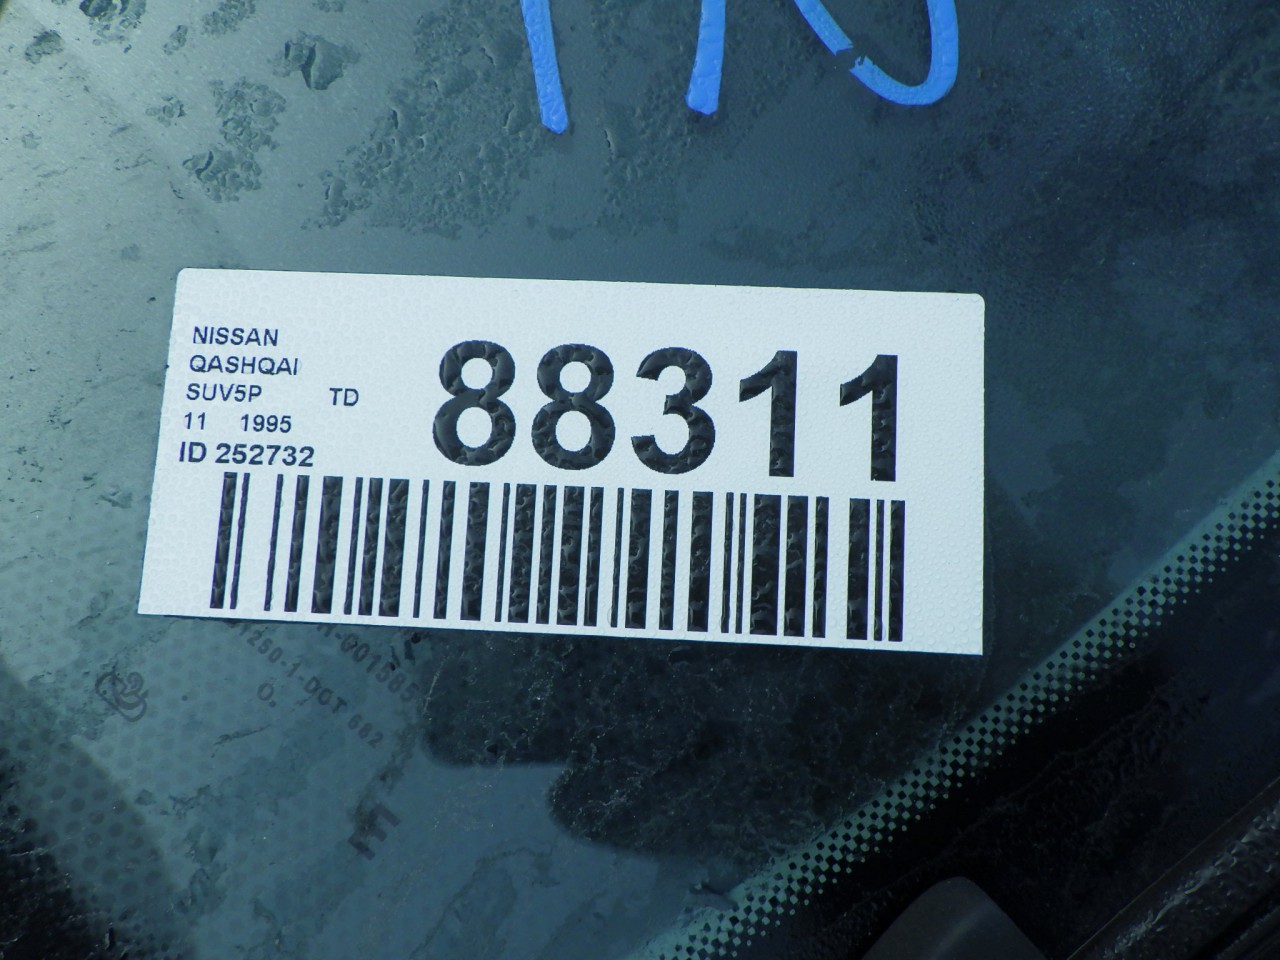 NISSAN
QASHQAI
SUV5P TD
11 1995
ID 252732
88311